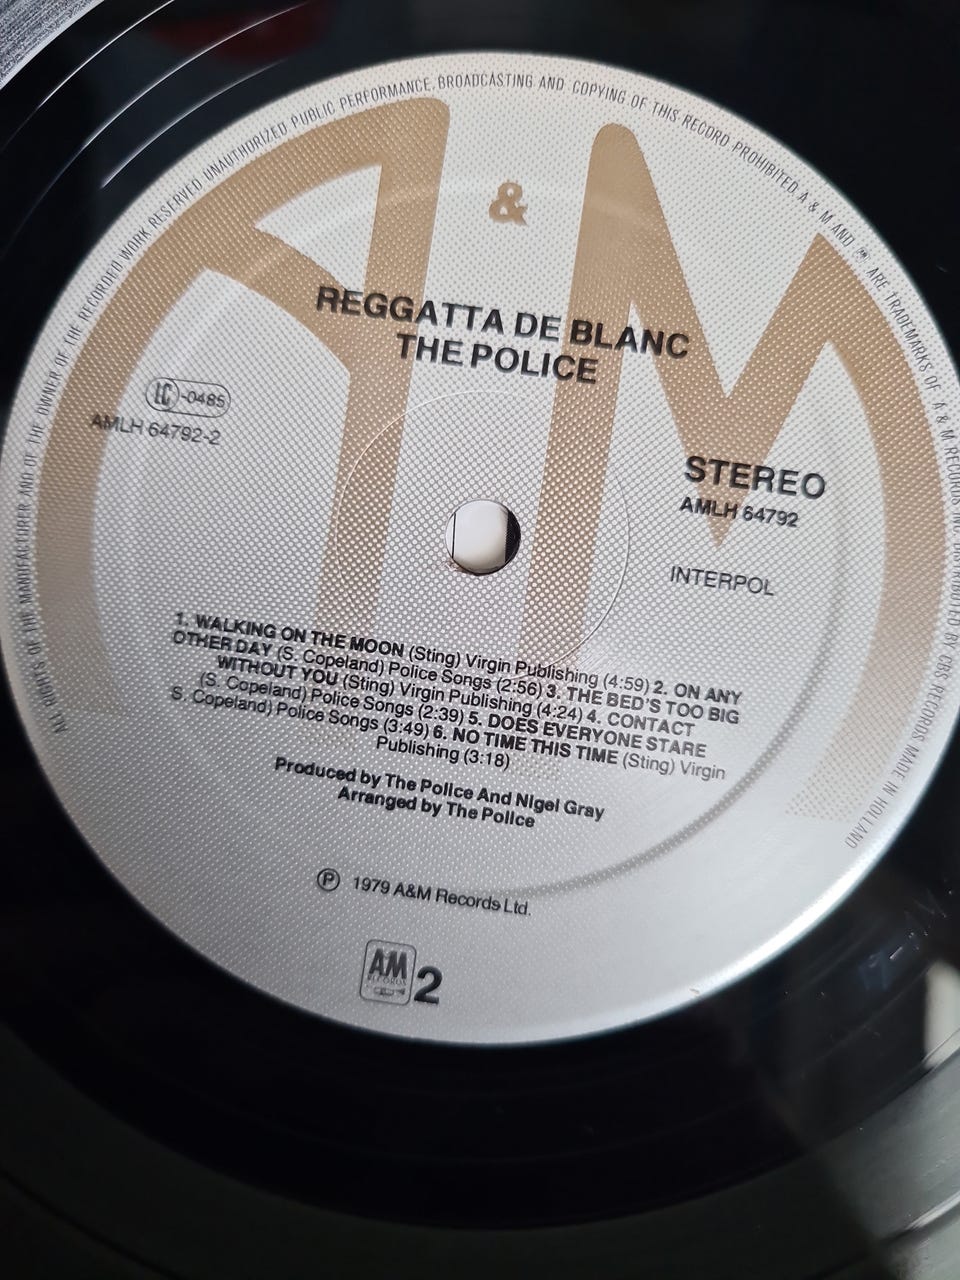 ALL RIGHTS OF THE MANUFACTURER AND OF THE OWNER OF THE RECORDED WORK RESERVED. UNAUTHORIZED PUBLIC PERFORMANCE, BROADCASTING AND COPYING OF THIS RECORD PROHIBITED. A & M AND AM ARE TRADEMARKS OF A & M RECORDS INC. DISTRIBUTED BY CBS RECORDS MADE IN HOLLAND
A & M
REGGATTA DE BLANC
THE POLICE
LC -0485
AMLH 64792-2
STEREO
AMLH 64792
INTERPOL
1. WALKING ON THE MOON (Sting) Virgin Publishing (4:59) 2. ON ANY
OTHER DAY (S. Copeland) Police Songs (2:56) 3. THE BED'S TOO BIG
WITHOUT YOU (Sting) Virgin Publishing (4:24) 4. CONTACT
(S. Copeland) Police Songs (2:39) 5. DOES EVERYONE STARE
S. Copeland) Police Songs (3:49) 6. NO TIME THIS TIME (Sting) Virgin
Publishing (3:18)
Produced by The Police And Nigel Gray
Arranged by The Police
℗ 1979 A&M Records Ltd.
AM
RECORDS
2